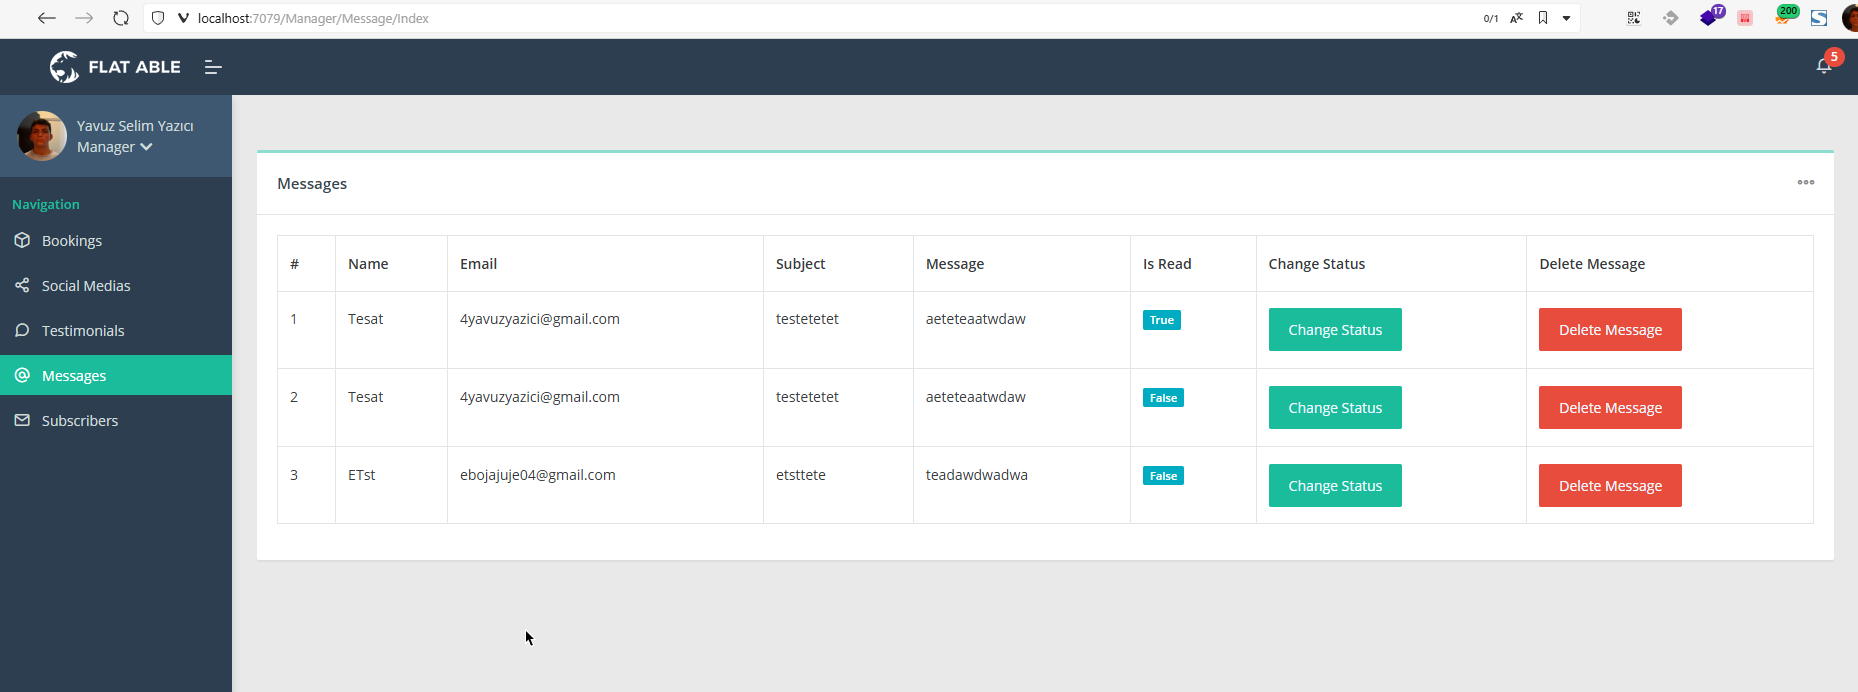 localhost:7079/Manager/Message/Index
0/1
17
200
FLAT ABLE
5
Yavuz Selim Yazıcı
Manager
Navigation
Bookings
Social Medias
Testimonials
Messages
Subscribers
Messages
# Name Email Subject Message Is Read Change Status Delete Message
1 Tesat 4yavuzyazici@gmail.com testetetet aeteteaatwdaw True Change Status Delete Message
2 Tesat 4yavuzyazici@gmail.com testetetet aeteteaatwdaw False Change Status Delete Message
3 ETst ebojajuje04@gmail.com etsttete teadawdwadwa False Change Status Delete Message